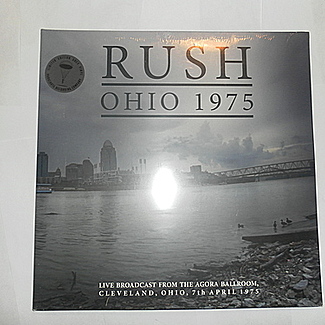 RUSH
OHIO 1975
LIVE BROADCAST FROM THE AGORA BALLROOM,
CLEVELAND, OHIO, 7th APRIL 1975